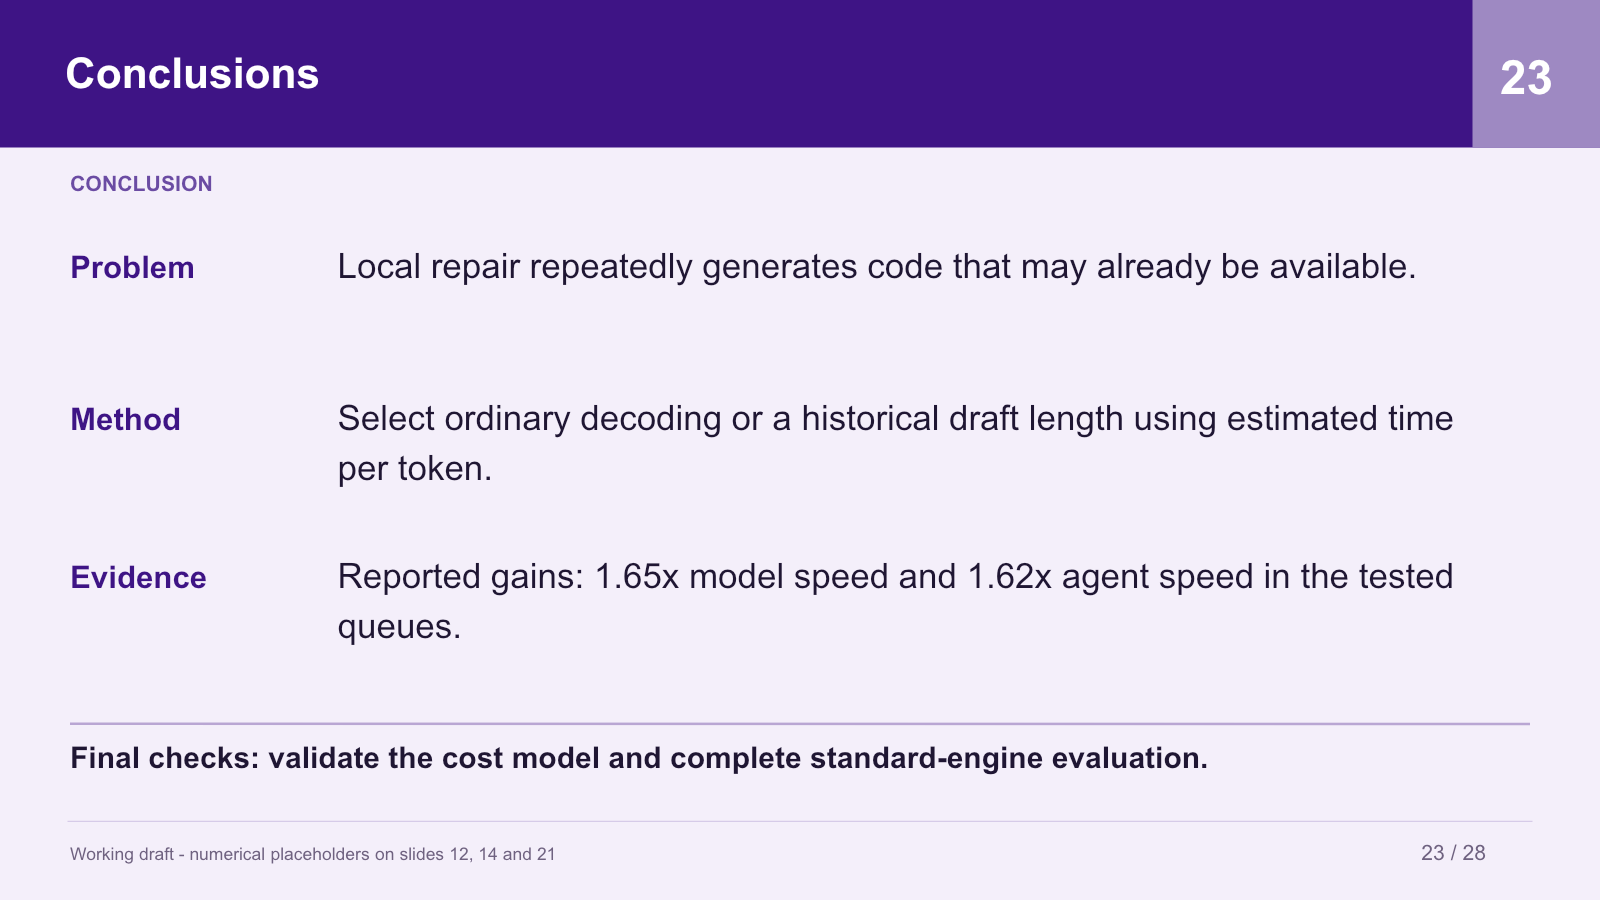 Conclusions
23
CONCLUSION
Problem
Local repair repeatedly generates code that may already be available.
Method
Select ordinary decoding or a historical draft length using estimated time
per token.
Evidence
Reported gains: 1.65x model speed and 1.62x agent speed in the tested
queues.
Final checks: validate the cost model and complete standard-engine evaluation.
Working draft - numerical placeholders on slides 12, 14 and 21
23 / 28